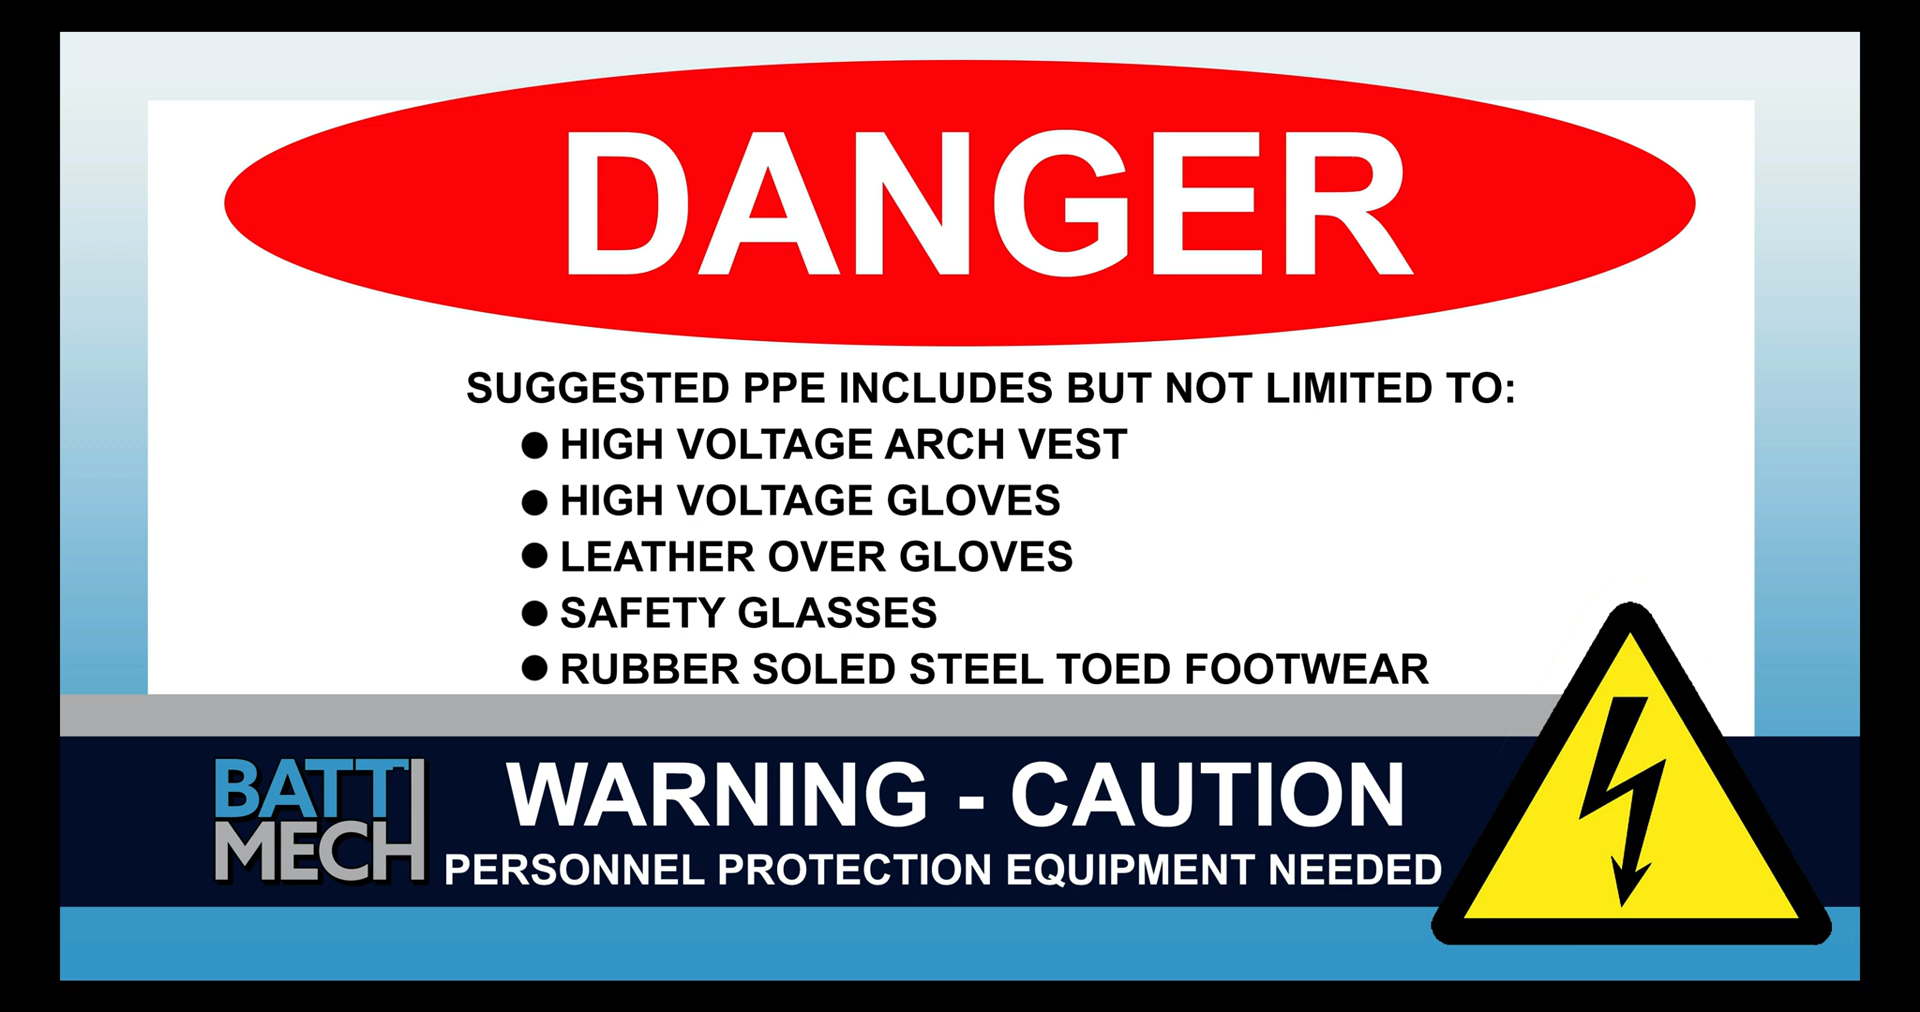 DANGER
SUGGESTED PPE INCLUDES BUT NOT LIMITED TO:
● HIGH VOLTAGE ARCH VEST
● HIGH VOLTAGE GLOVES
● LEATHER OVER GLOVES
● SAFETY GLASSES
● RUBBER SOLED STEEL TOED FOOTWEAR
BATTI
MECH
WARNING - CAUTION
PERSONNEL PROTECTION EQUIPMENT NEEDED